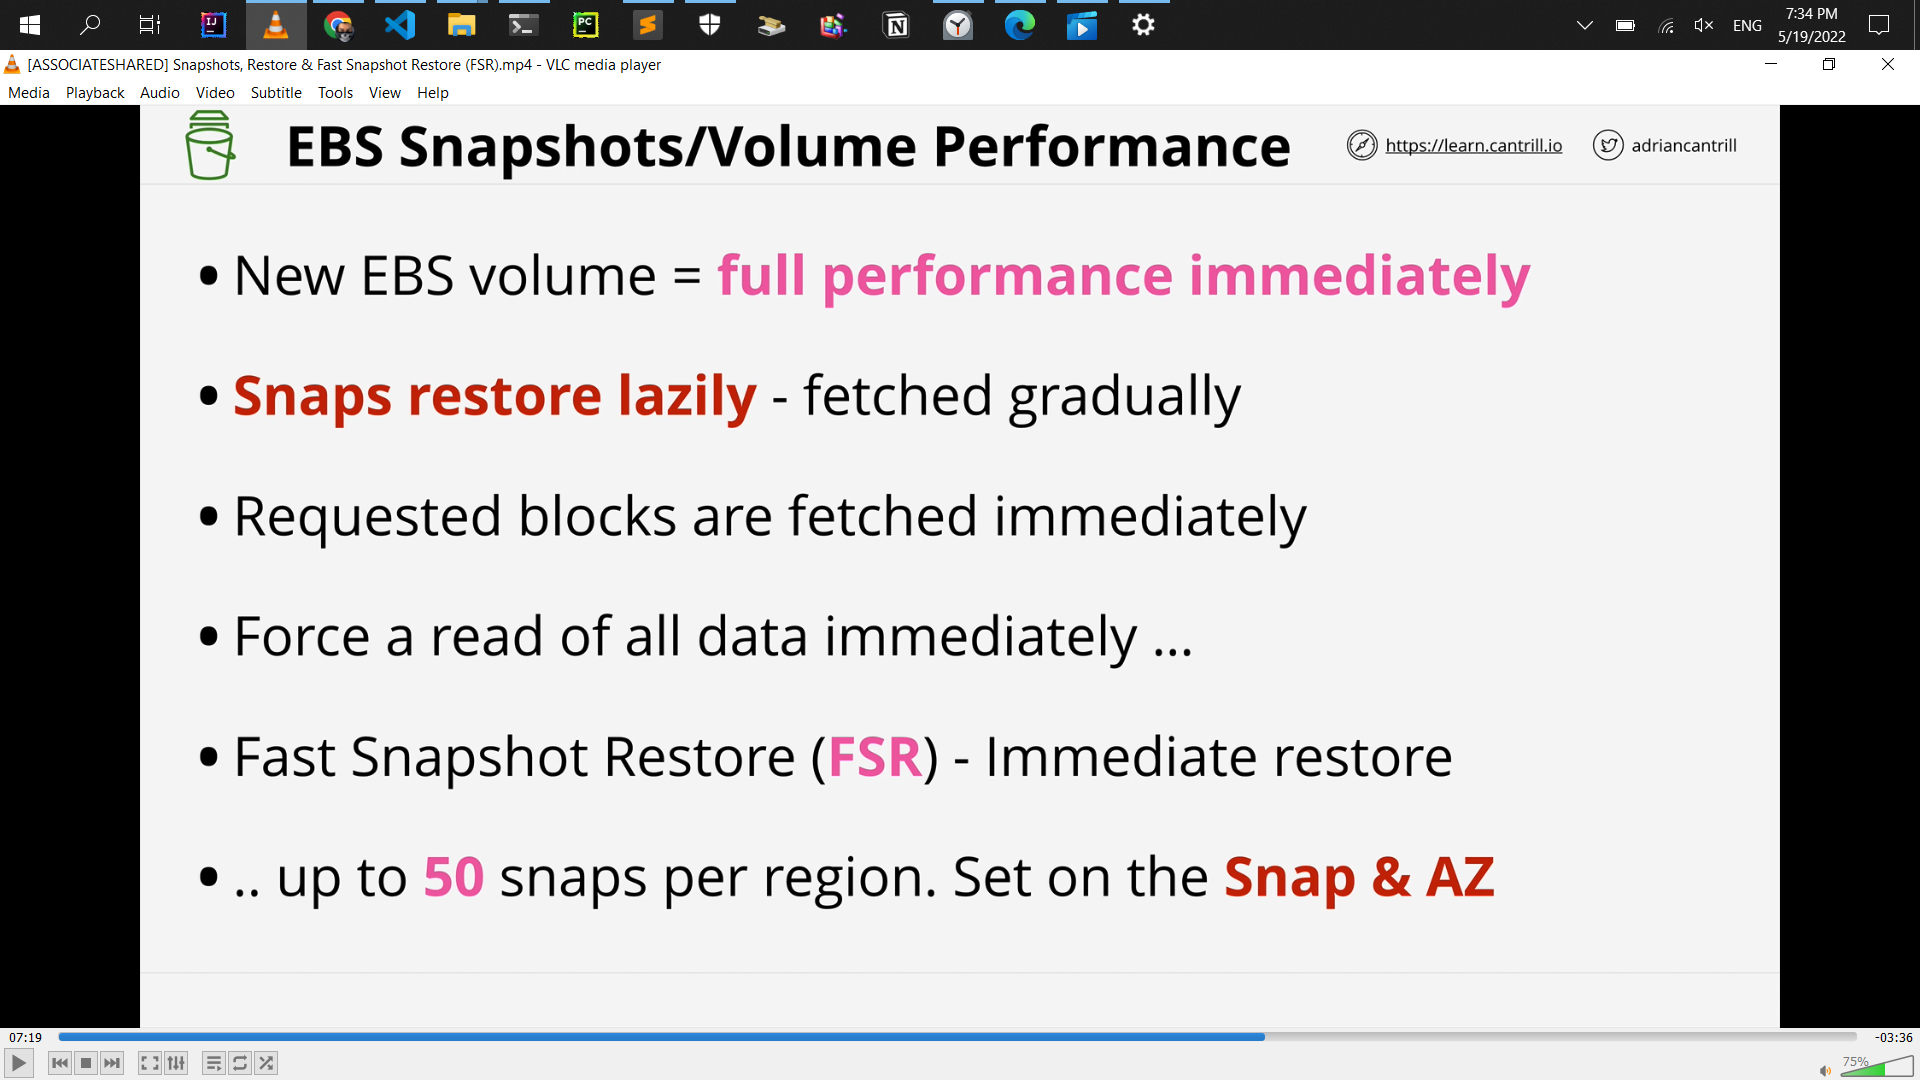 7:34 PM
ENG
5/19/2022
[ASSOCIATESHARED] Snapshots, Restore & Fast Snapshot Restore (FSR).mp4 - VLC media player
Media Playback Audio Video Subtitle Tools View Help
EBS Snapshots/Volume Performance
https://learn.cantrill.io
adriancantrill
• New EBS volume = full performance immediately
• Snaps restore lazily - fetched gradually
• Requested blocks are fetched immediately
• Force a read of all data immediately ...
• Fast Snapshot Restore (FSR) - Immediate restore
• .. up to 50 snaps per region. Set on the Snap & AZ
07:19
-03:36
75%